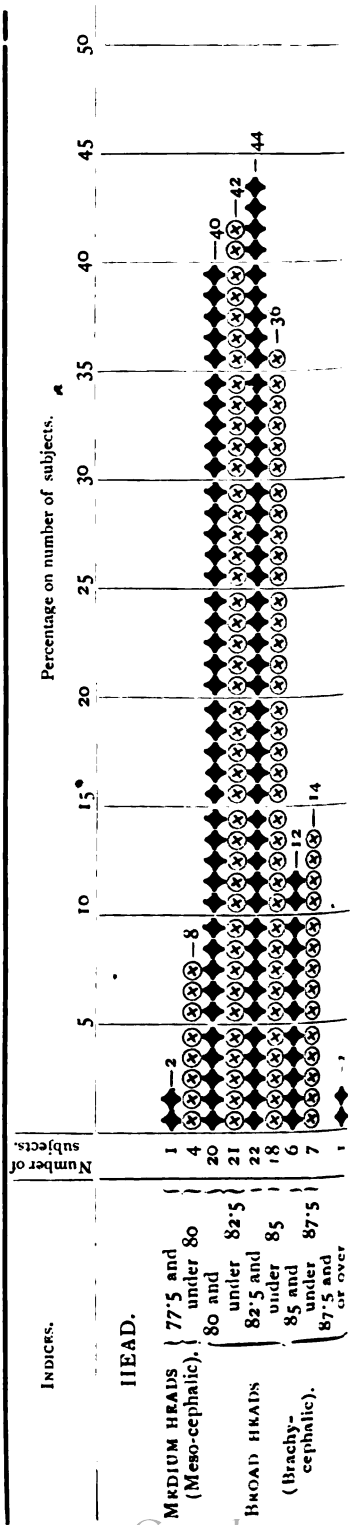 INDICES.
Number of
subjects.
Percentage on number of subjects.
5 10 15 20 25 30 35 40 45 50
HEAD.
MEDIUM HEADS
(Meso-cephalic).
77·5 and
under 80
1 —2
4 —8
80 and
under 82·5
20 —40
21 —42
BROAD HEADS
(Brachy-
cephalic).
82·5 and
under 85
22 —44
18 —36
85 and
under 87·5
6 —12
7 —14
87·5 and
or over
1